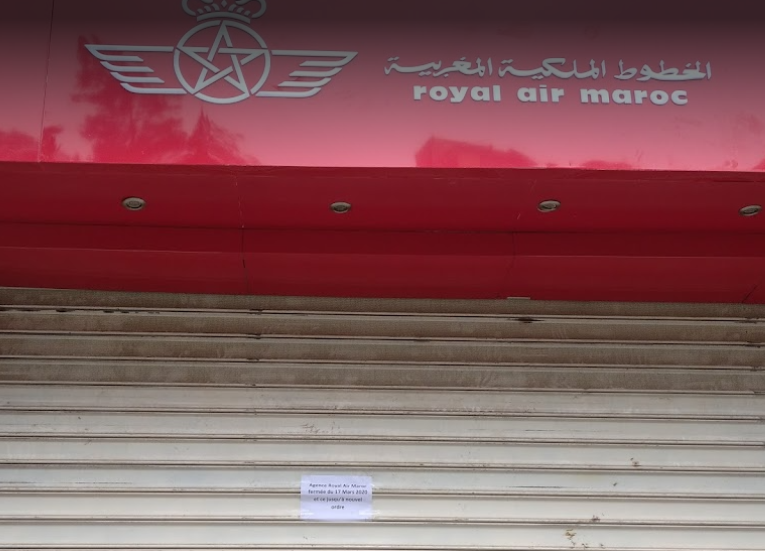 الخطوط الملكية المغربية
royal air maroc
Agence Royal Air Maroc
fermée du 17 Mars 2020
et ce jusqu'à nouvel
ordre